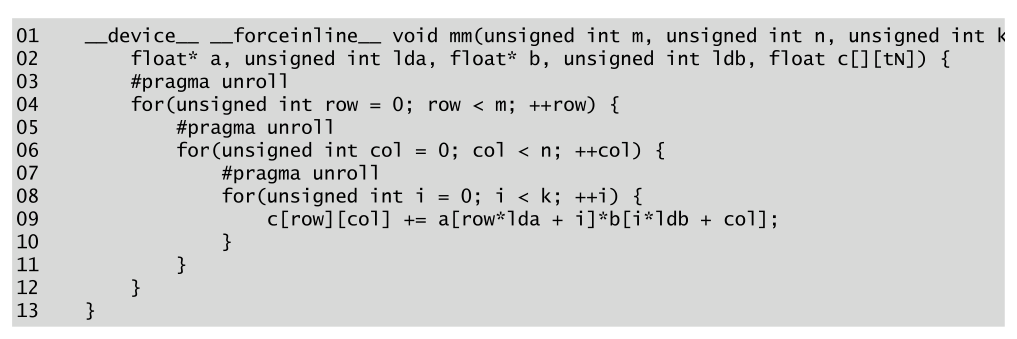 01    __device__ __forceinline__ void mm(unsigned int m, unsigned int n, unsigned int k
02        float* a, unsigned int lda, float* b, unsigned int ldb, float c[][tN]) {
03        #pragma unroll
04        for(unsigned int row = 0; row < m; ++row) {
05            #pragma unroll
06            for(unsigned int col = 0; col < n; ++col) {
07                #pragma unroll
08                for(unsigned int i = 0; i < k; ++i) {
09                    c[row][col] += a[row*lda + i]*b[i*ldb + col];
10                }
11            }
12        }
13    }